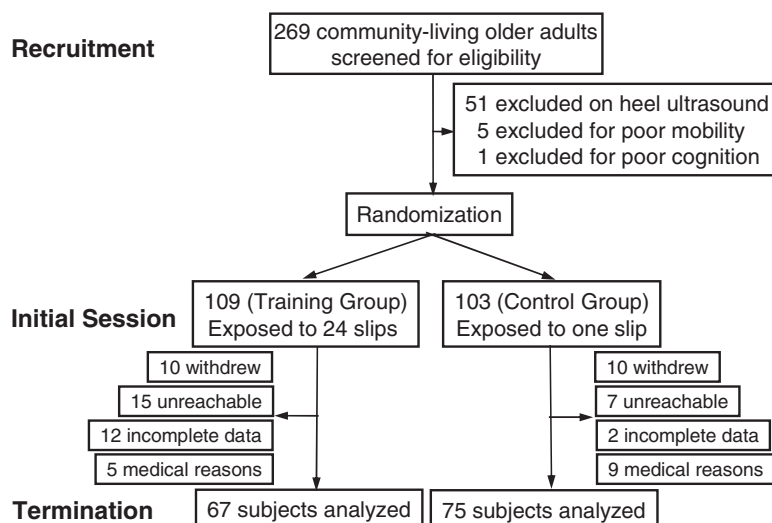 Recruitment
269 community-living older adults
screened for eligibility
51 excluded on heel ultrasound
5 excluded for poor mobility
1 excluded for poor cognition
Randomization
Initial Session
109 (Training Group)
Exposed to 24 slips
103 (Control Group)
Exposed to one slip
10 withdrew
15 unreachable
12 incomplete data
5 medical reasons
10 withdrew
7 unreachable
2 incomplete data
9 medical reasons
Termination
67 subjects analyzed
75 subjects analyzed